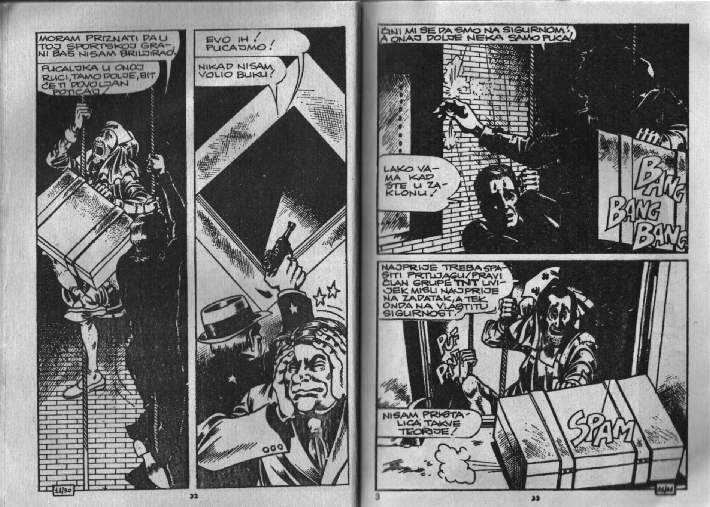 MORAM PRIZNATI DA U
TOJ SPORTSKOJ GRA-
NI BAŠ NISAM BRILJIRAO!
PUCALJKA U ONOJ
RUCI, TAMO DOLJE, BIT
ĆE TI DOVOLJAN
POTICAJ!
EVO IH!
PUCAJMO!
NIKAD NISAM
VOLIO BUKU!
32
ČINI MI SE DA SMO NA SIGURNOM!
A ONAJ DOLJE NEKA SAMO PUCA!
LAKO VA-
MA KAD
STE U ZA-
KLONU!
BANG
BANG
BANG
NAJPRIJE TREBA SPA-
SITI PRTLJAGU! PRAVI
ČLAN GRUPE TNT UVI-
JEK MISLI NAJPRIJE
NA ZADATAK, A TEK
ONDA NA VLASTITU
SIGURNOST!
PUF
PANT
NISAM PRISTA-
LICA TAKVE
TEORIJE!
SPAM
33